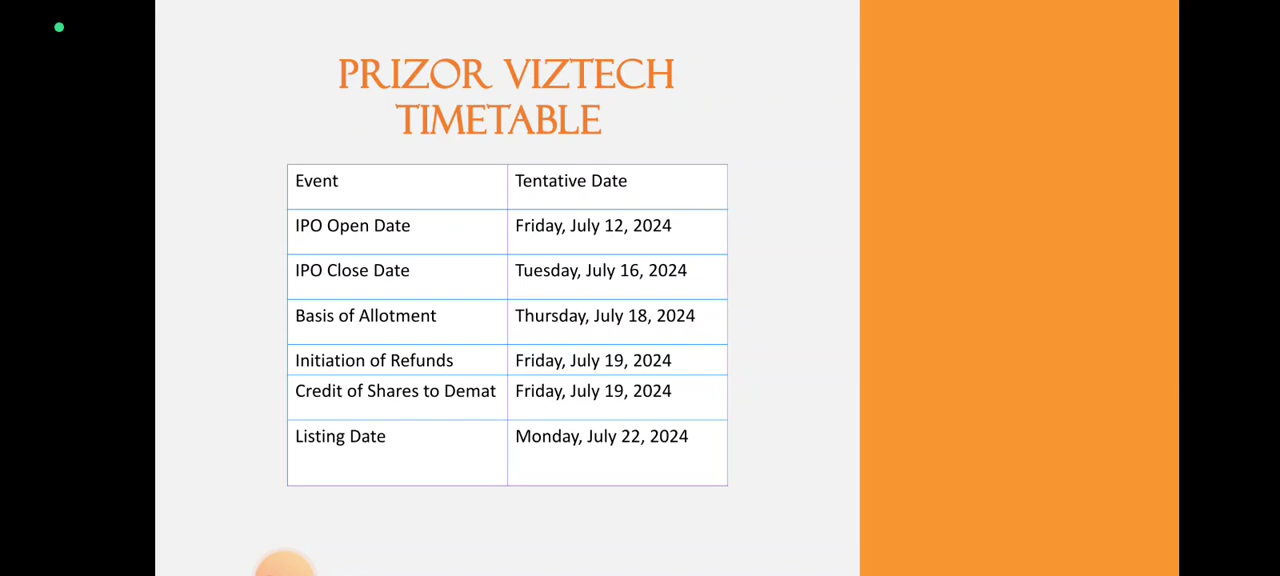 PRIZOR VIZTECH
TIMETABLE
Event Tentative Date
IPO Open Date Friday, July 12, 2024
IPO Close Date Tuesday, July 16, 2024
Basis of Allotment Thursday, July 18, 2024
Initiation of Refunds Friday, July 19, 2024
Credit of Shares to Demat Friday, July 19, 2024
Listing Date Monday, July 22, 2024